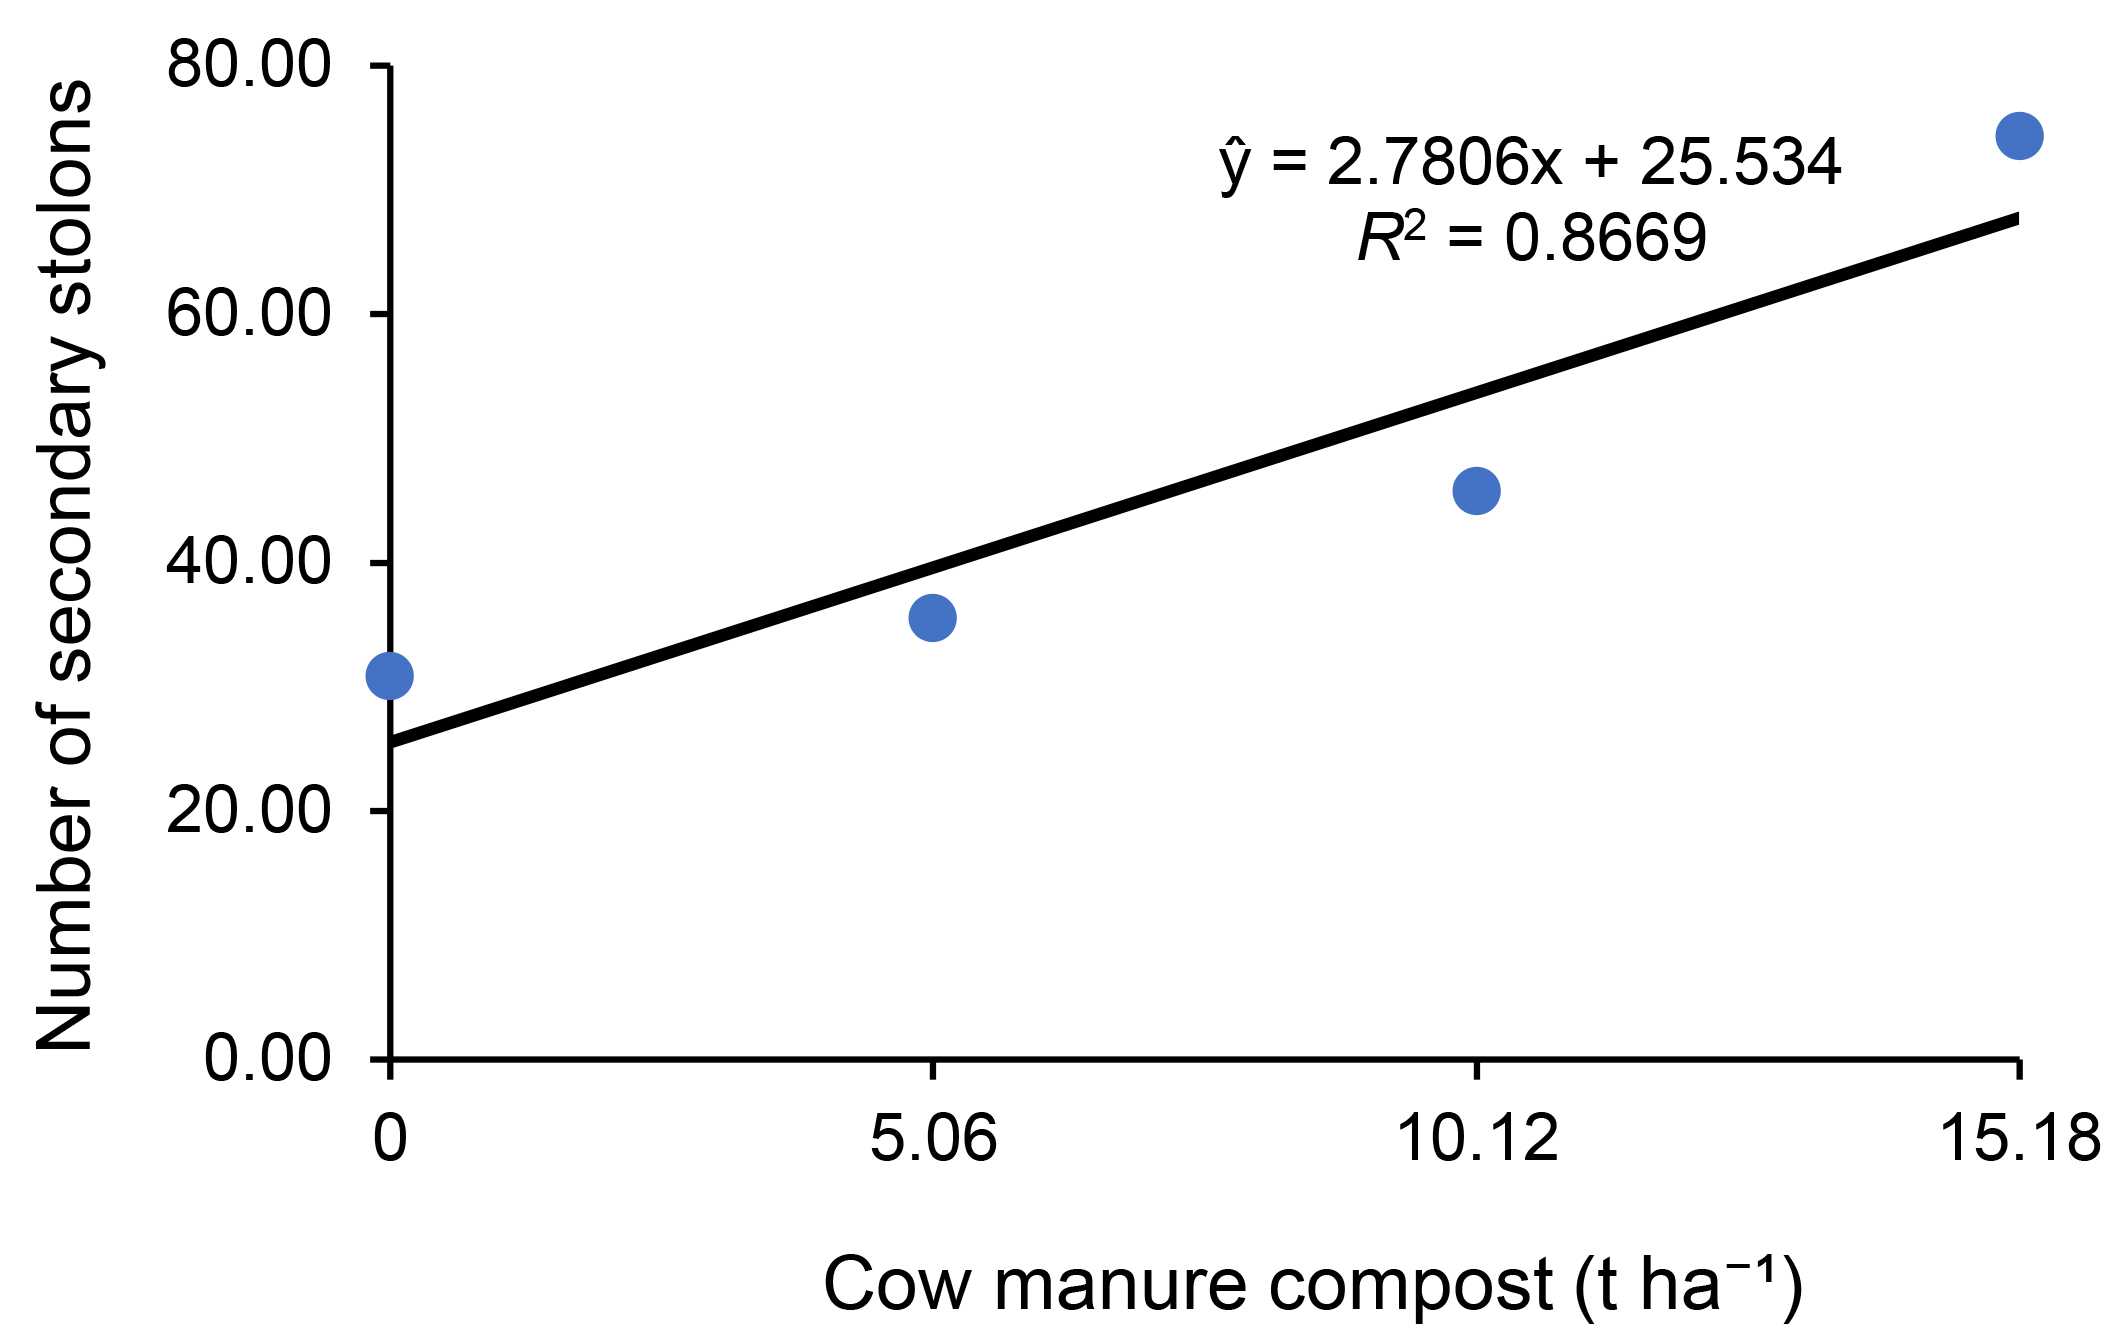 80.00
60.00
40.00
20.00
0.00
Number of secondary stolons
ŷ = 2.7806x + 25.534
R² = 0.8669
0
5.06
10.12
15.18
Cow manure compost (t ha⁻¹)